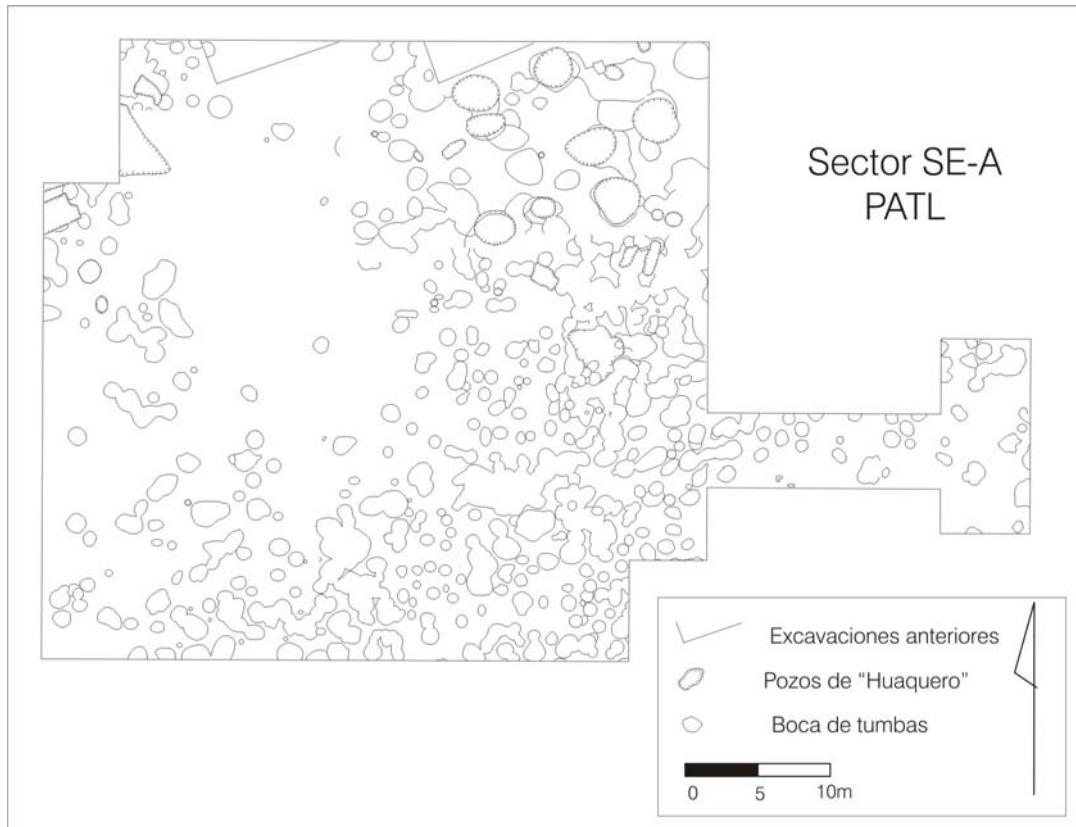 Sector SE-A
PATL
Excavaciones anteriores
Pozos de “Huaquero”
Boca de tumbas
0 5 10m